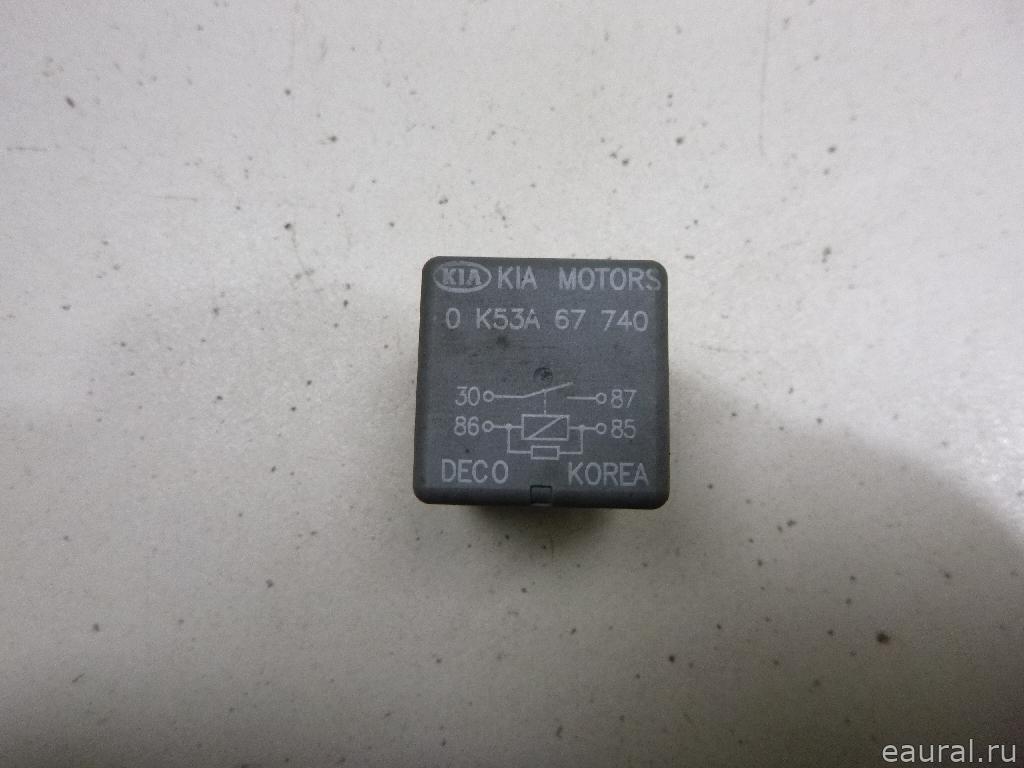 KIA KIA MOTORS
0 K53A 67 740
30 87
86 85
DECO KOREA
eaural.ru